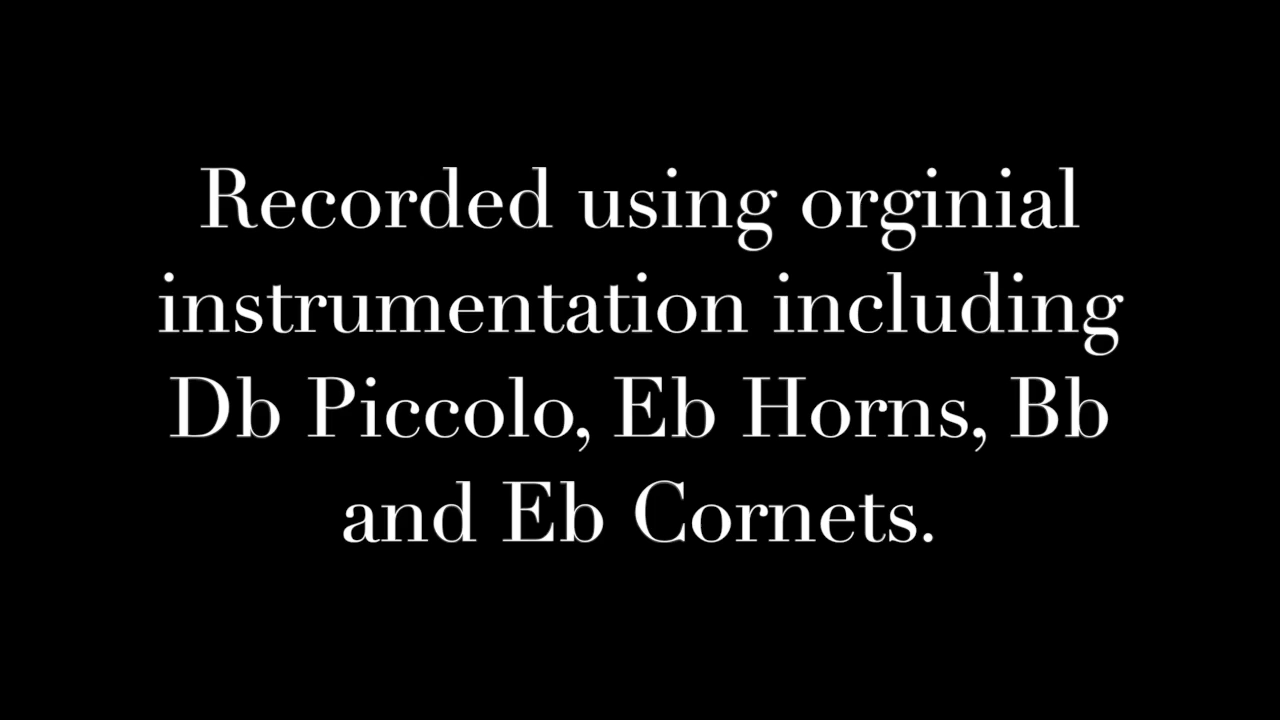 Recorded using orginial
instrumentation including
Db Piccolo, Eb Horns, Bb
and Eb Cornets.